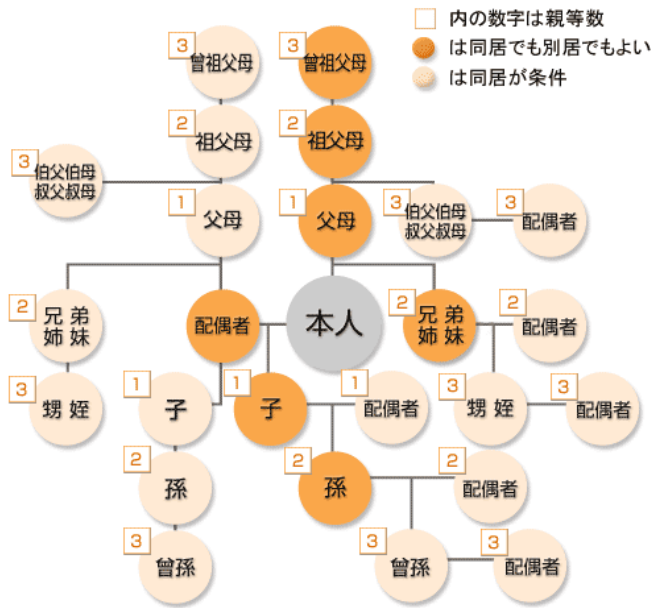 内の数字は親等数
は同居でも別居でもよい
は同居が条件
3
曾祖父母
3
曾祖父母
2
祖父母
2
祖父母
3
伯父伯母
叔父叔母
1
父母
1
父母
3
伯父伯母
叔父叔母
3
配偶者
2
兄 弟
姉 妹
配偶者
本人
2
兄 弟
姉 妹
2
配偶者
3
甥 姪
1
子
1
子
1
配偶者
3
甥 姪
3
配偶者
2
孫
2
孫
2
配偶者
3
曾孫
3
曾孫
3
配偶者